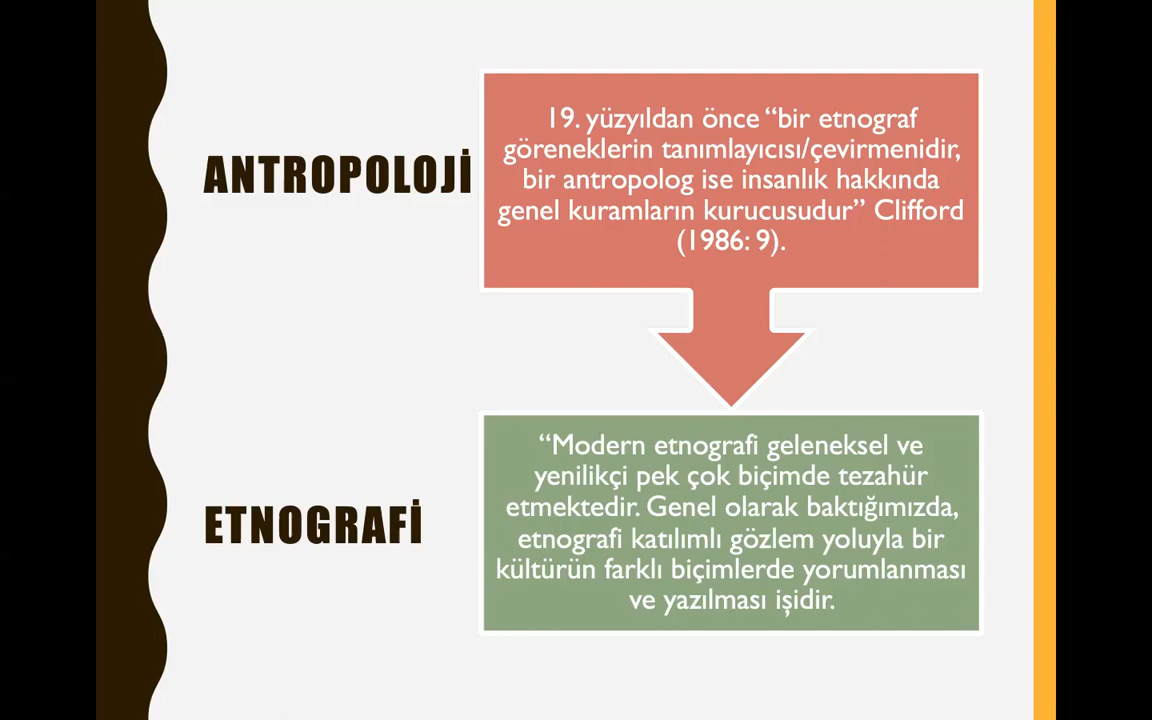 ANTROPOLOJİ
19. yüzyıldan önce “bir etnograf
göreneklerin tanımlayıcısı/çevirmenidir,
bir antropolog ise insanlık hakkında
genel kuramların kurucusudur” Clifford
(1986: 9).
ETNOGRAFİ
“Modern etnografi geleneksel ve
yenilikçi pek çok biçimde tezahür
etmektedir. Genel olarak baktığımızda,
etnografi katılımlı gözlem yoluyla bir
kültürün farklı biçimlerde yorumlanması
ve yazılması işidir.